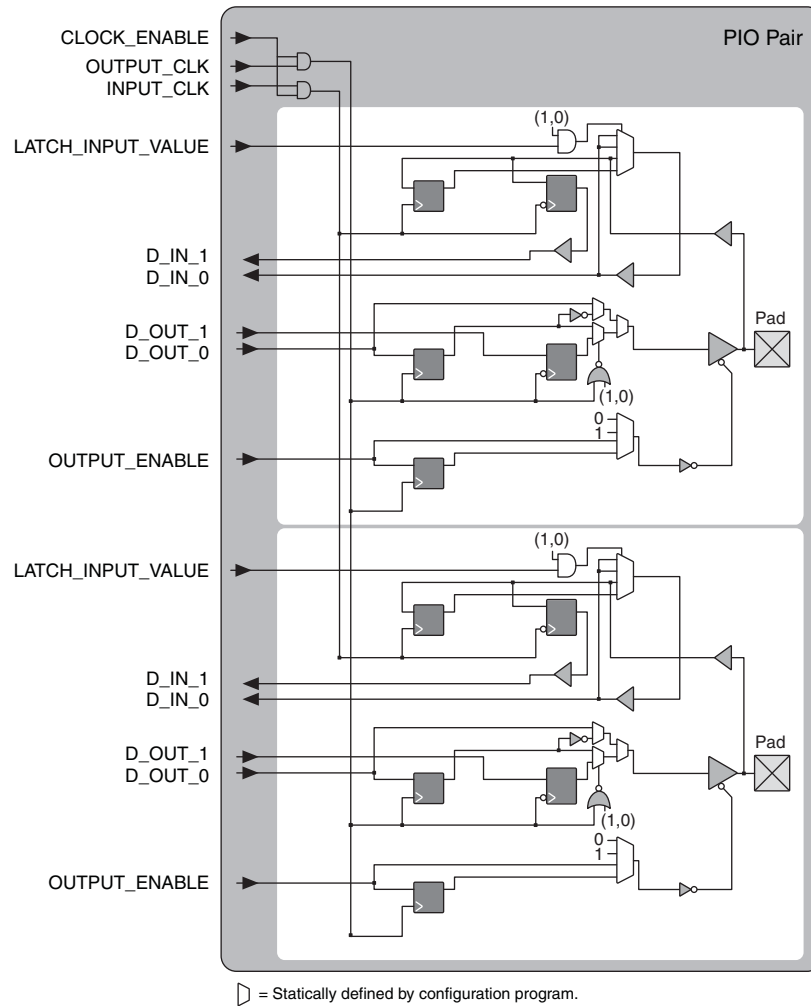 PIO Pair
CLOCK_ENABLE
OUTPUT_CLK
INPUT_CLK
(1,0)
LATCH_INPUT_VALUE
D_IN_1
D_IN_0
D_OUT_1
D_OUT_0
Pad
(1,0)
0
1
OUTPUT_ENABLE
(1,0)
LATCH_INPUT_VALUE
D_IN_1
D_IN_0
D_OUT_1
D_OUT_0
Pad
(1,0)
0
1
OUTPUT_ENABLE
= Statically defined by configuration program.